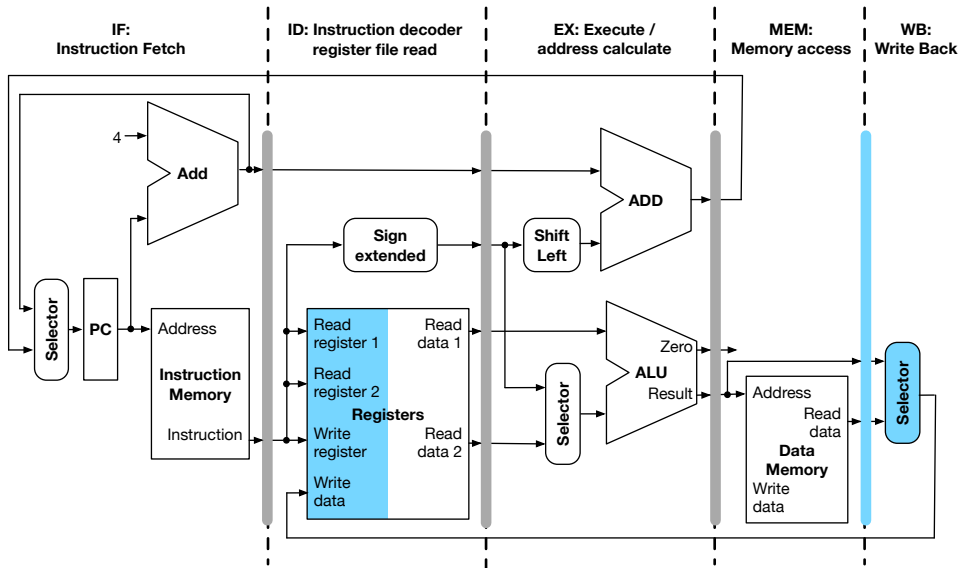 IF:
Instruction Fetch
ID: Instruction decoder
register file read
EX: Execute /
address calculate
MEM:
Memory access
WB:
Write Back
4
Add
ADD
Sign
extended
Shift
Left
Selector
PC
Address
Instruction
Memory
Instruction
Read
register 1
Read
register 2
Registers
Write
register
Write
data
Read
data 1
Read
data 2
Selector
Zero
ALU
Result
Address
Read
data
Data
Memory
Write
data
Selector